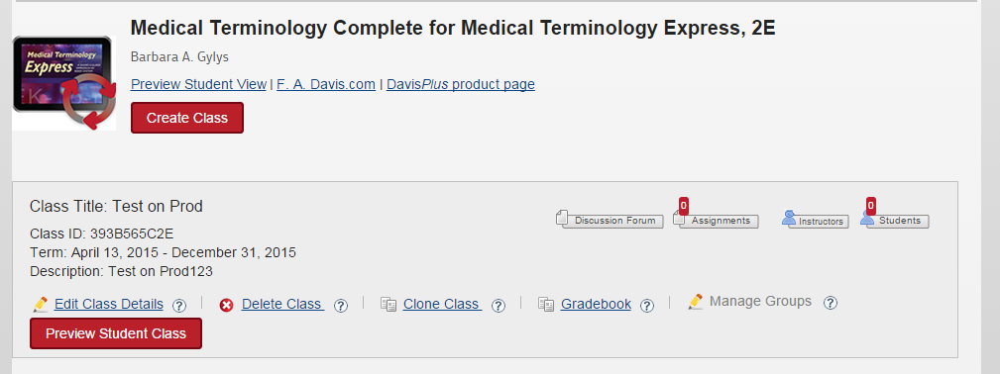 Medical Terminology Complete for Medical Terminology Express, 2E
Medical Terminology
Express
Barbara A. Gylys
Preview Student View | F. A. Davis.com | DavisPlus product page
Create Class
Class Title: Test on Prod
0 0
Discussion Forum Assignments Instructors Students
Class ID: 393B565C2E
Term: April 13, 2015 - December 31, 2015
Description: Test on Prod123
Edit Class Details ? | Delete Class ? | Clone Class ? | Gradebook ? | Manage Groups ?
Preview Student Class